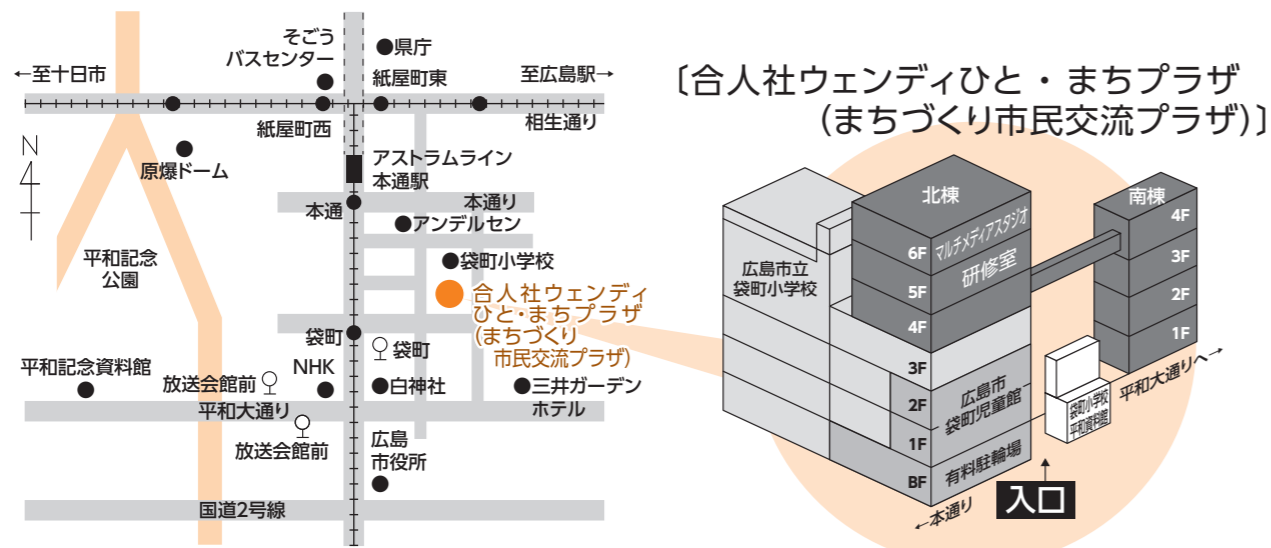 そごう
バスセンター
●県庁
←至十日市
紙屋町東
至広島駅→
紙屋町西
相生通り
N
原爆ドーム
アストラムライン
本通駅
本通
本通り
●アンデルセン
平和記念
公園
●袋町小学校
合人社ウェンディ
ひと・まちプラザ
(まちづくり
市民交流プラザ)
袋町
袋町
平和記念資料館
放送会館前
NHK
●白神社
●三井ガーデン
ホテル
平和大通り
放送会館前
広島
市役所
国道2号線
〔合人社ウェンディひと・まちプラザ
(まちづくり市民交流プラザ)〕
北棟
南棟
4F
3F
2F
1F
6F
マルチメディアスタジオ
5F
研修室
4F
広島市立
袋町小学校
3F
2F
広島市
袋町児童館
1F
BF
有料駐輪場
袋町小学校
平和資料館
平和大通りへ→
←本通り
入口